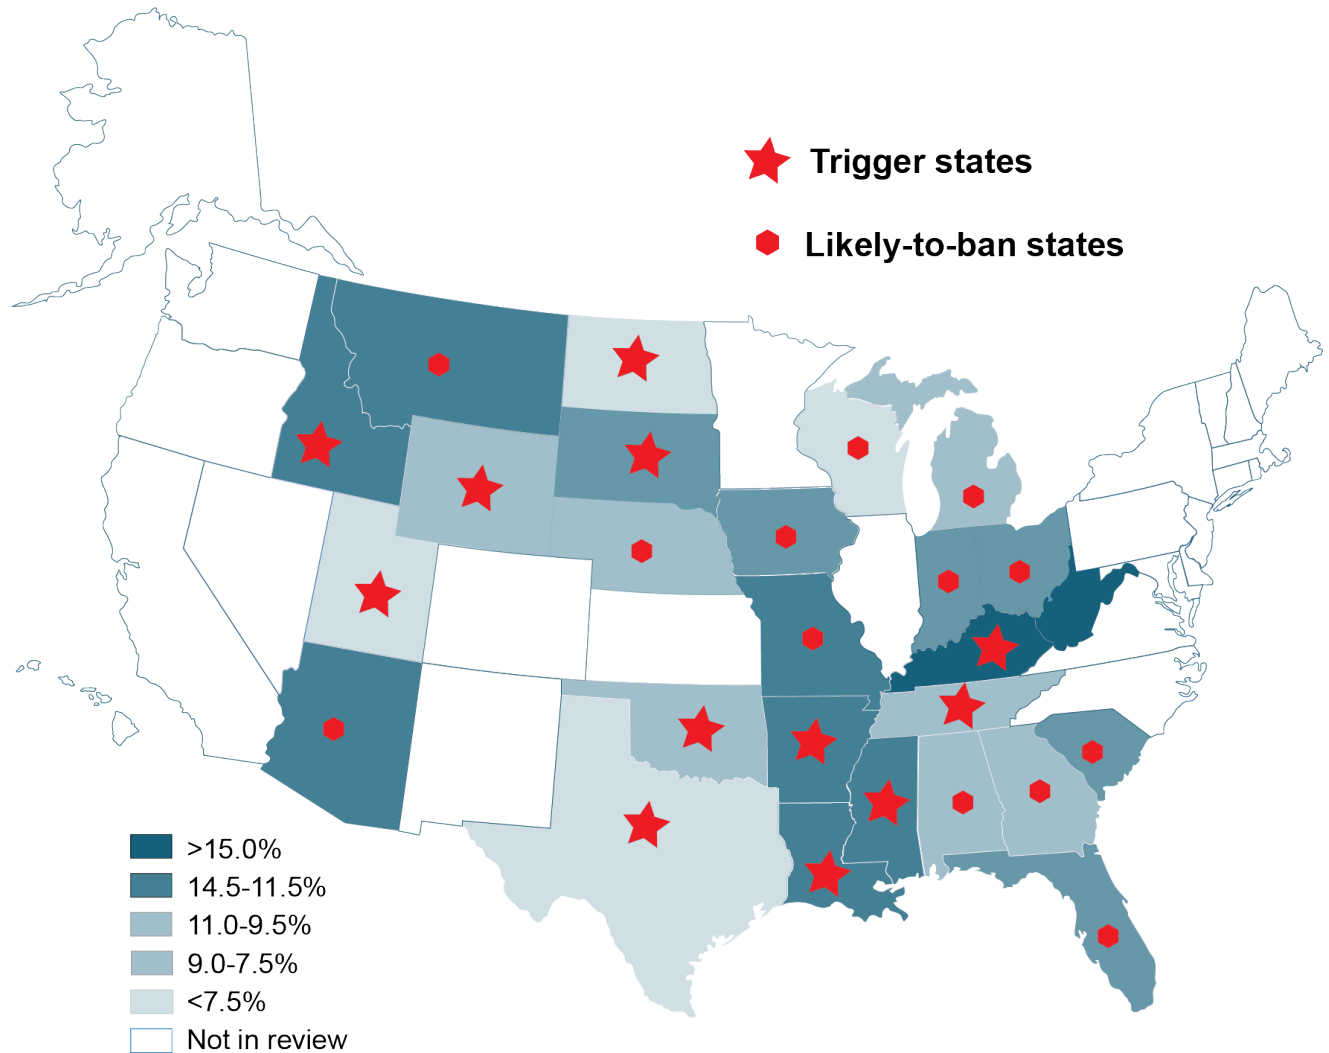 Trigger states
Likely-to-ban states
>15.0%
14.5-11.5%
11.0-9.5%
9.0-7.5%
<7.5%
Not in review